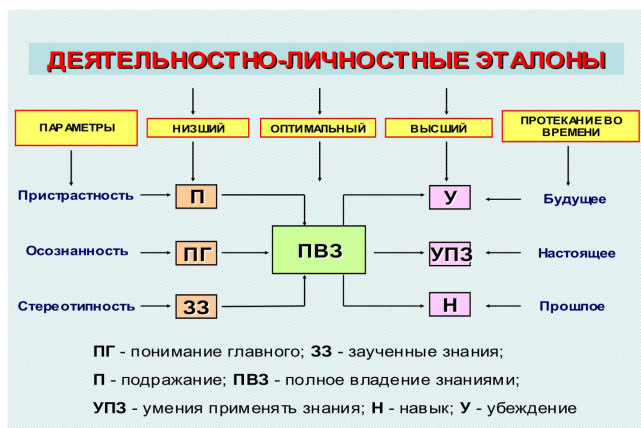 ДЕЯТЕЛЬНОСТНО-ЛИЧНОСТНЫЕ ЭТАЛОНЫ
ПАРАМЕТРЫ
НИЗШИЙ
ОПТИМАЛЬНЫЙ
ВЫСШИЙ
ПРОТЕКАНИЕ ВО
ВРЕМЕНИ
Пристрастность
П
У
Будущее
Осознанность
ПГ
ПВЗ
УПЗ
Настоящее
Стереотипность
ЗЗ
Н
Прошлое
ПГ - понимание главного; ЗЗ - заученные знания;
П - подражание; ПВЗ - полное владение знаниями;
УПЗ - умения применять знания; Н - навык; У - убеждение